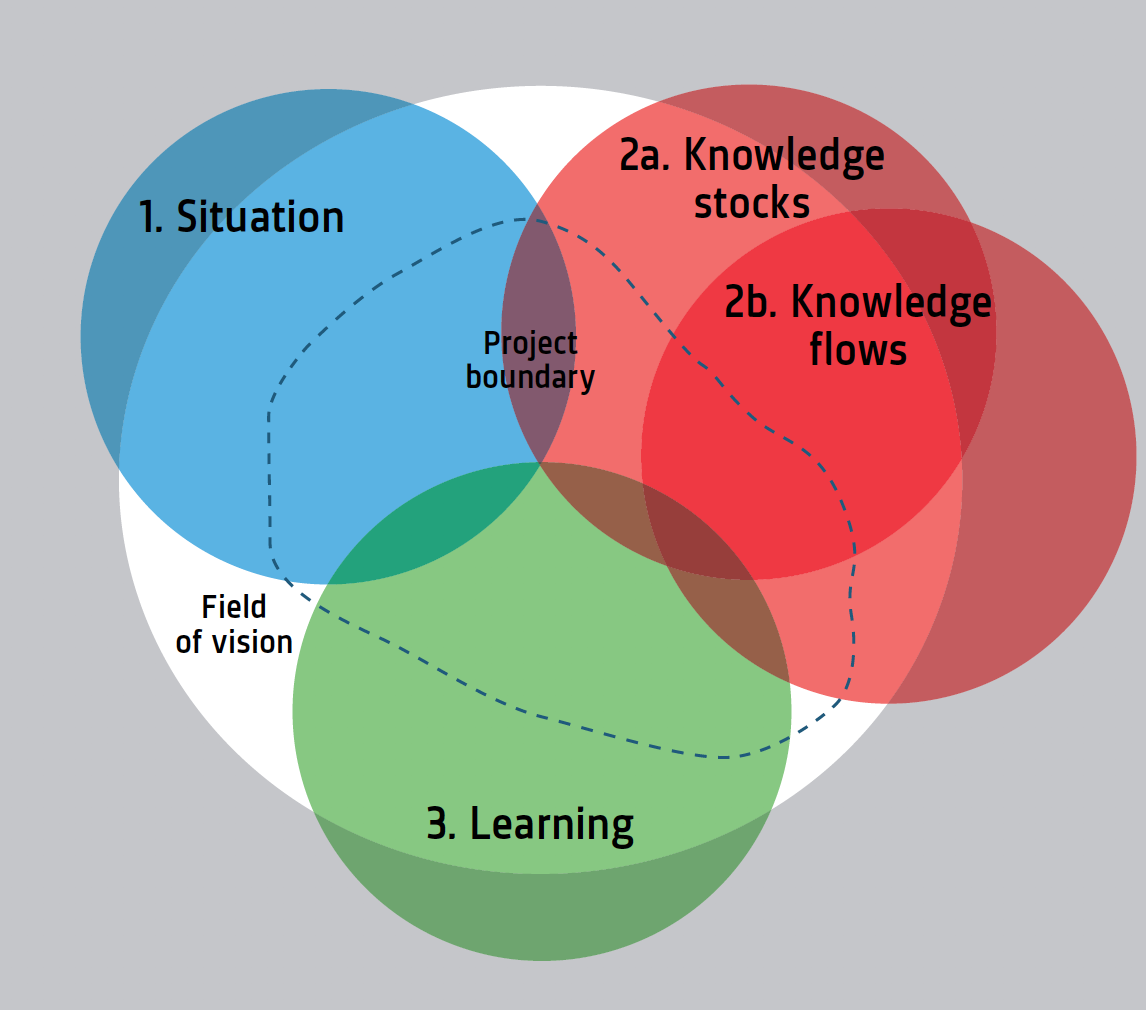 1. Situation
2a. Knowledge
stocks
2b. Knowledge
flows
Project
boundary
Field
of vision
3. Learning